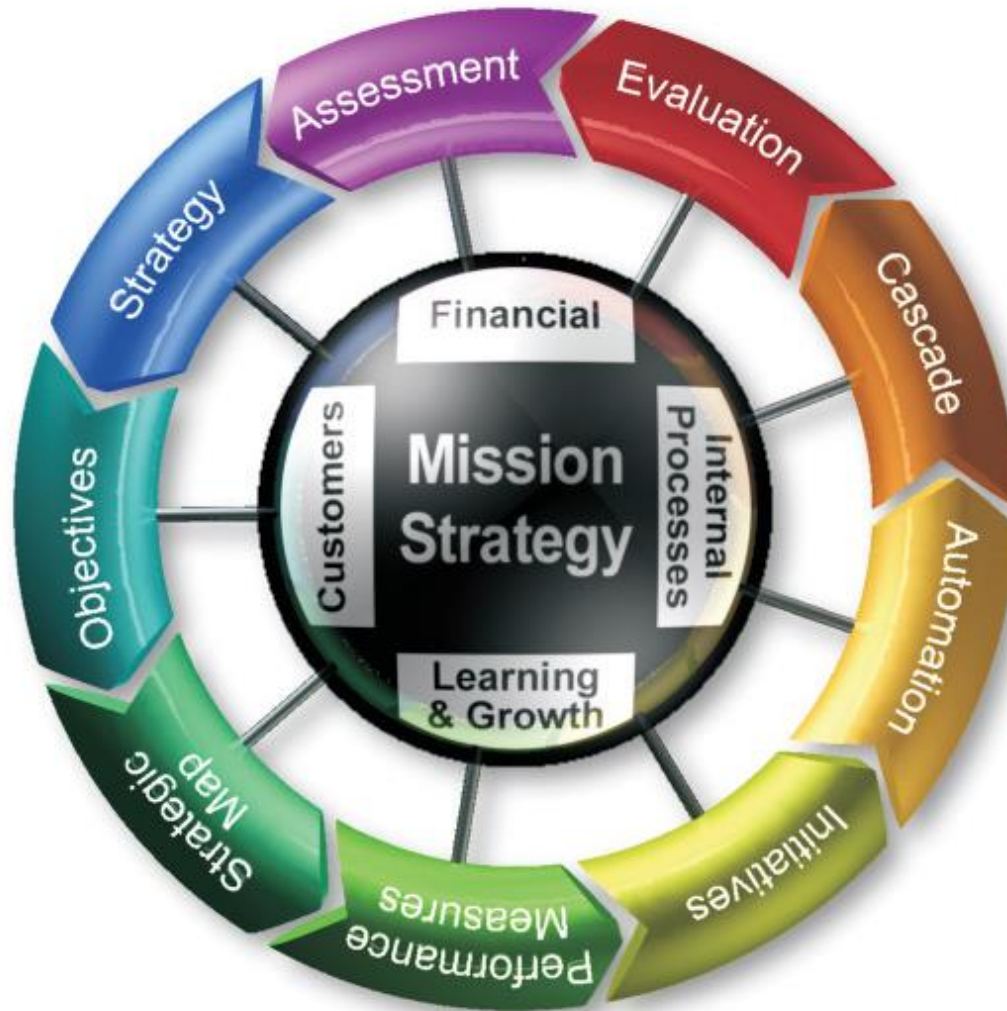 Assessment
Evaluation
Cascade
Automation
Initiatives
Performance
Measures
Strategic
Map
Objectives
Strategy
Financial
Customers
Mission
Strategy
Internal
Processes
Learning
& Growth